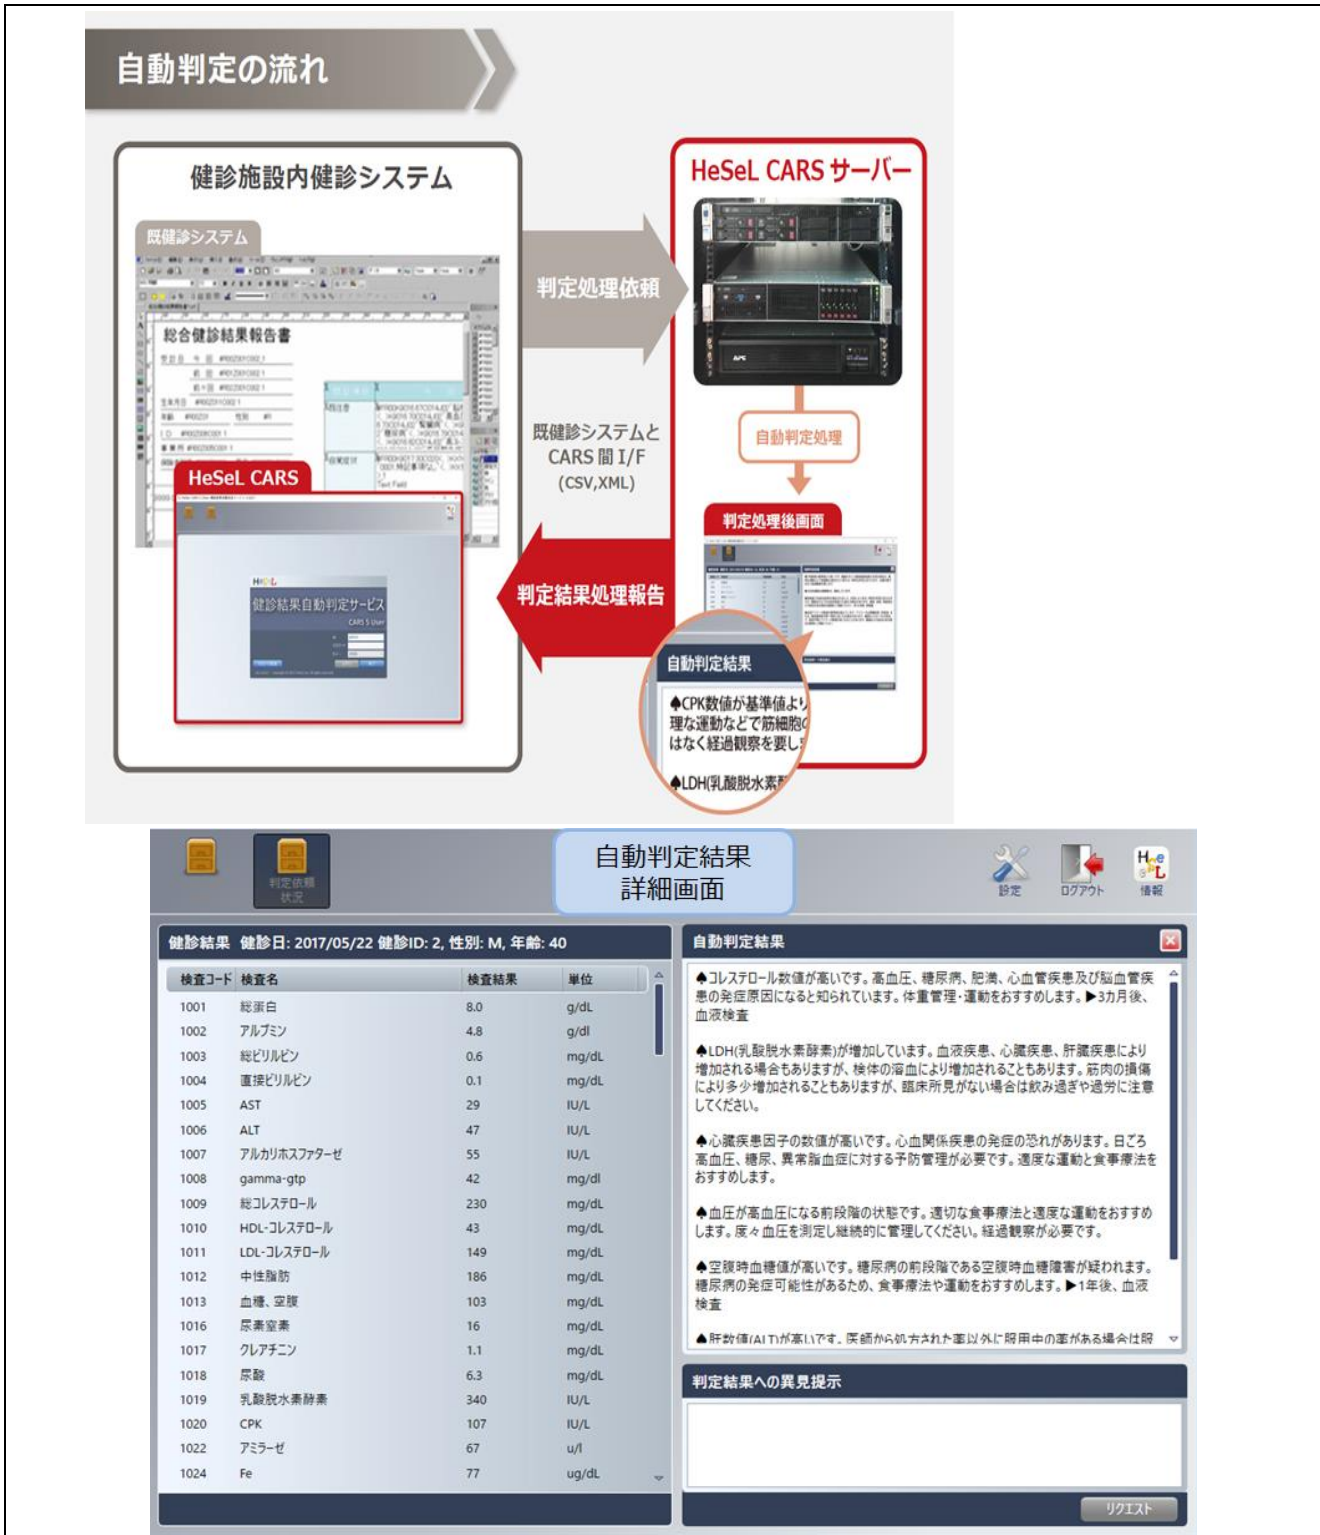 自動判定の流れ
健診施設内健診システム
既健診システム
総合健診結果報告書
HeSeL CARS
健診結果自動判定サービス
CARS 5 User
判定処理依頼
既健診システムと
CARS 間 I/F
(CSV,XML)
判定結果処理報告
HeSeL CARS サーバー
自動判定処理
判定処理後画面
自動判定結果
♠CPK数値が基準値より
理な運動などで筋細胞の
はなく経過観察を要しま
♠LDH(乳酸脱水素酵
判定依頼
状況
自動判定結果
詳細画面
設定
ログアウト
情報
健診結果 健診日: 2017/05/22 健診ID: 2, 性別: M, 年齢: 40
検査コード 検査名 検査結果 単位
1001 総蛋白 8.0 g/dL
1002 アルブミン 4.8 g/dl
1003 総ビリルビン 0.6 mg/dL
1004 直接ビリルビン 0.1 mg/dL
1005 AST 29 IU/L
1006 ALT 47 IU/L
1007 アルカリホスファターゼ 55 IU/L
1008 gamma-gtp 42 mg/dl
1009 総コレステロール 230 mg/dL
1010 HDL-コレステロール 43 mg/dL
1011 LDL-コレステロール 149 mg/dL
1012 中性脂肪 186 mg/dL
1013 血糖、空腹 103 mg/dL
1016 尿素窒素 16 mg/dL
1017 クレアチニン 1.1 mg/dL
1018 尿酸 6.3 mg/dL
1019 乳酸脱水素酵素 340 IU/L
1020 CPK 107 IU/L
1022 アミラーゼ 67 u/l
1024 Fe 77 ug/dL
自動判定結果
♠コレステロール数値が高いです。高血圧、糖尿病、肥満、心血管疾患及び脳血管疾
患の発症原因になると知られています。体重管理・運動をおすすめします。▶3カ月後、
血液検査
♠LDH(乳酸脱水素酵素)が増加しています。血液疾患、心臓疾患、肝臓疾患により
増加される場合もありますが、検体の溶血により増加されることもあります。筋肉の損傷
により多少増加されることもありますが、臨床所見がない場合は飲み過ぎや過労に注意
してください。
♠心臓疾患因子の数値が高いです。心血関係疾患の発症の恐れがあります。日ごろ
高血圧、糖尿、異常脂血症に対する予防管理が必要です。適度な運動と食事療法を
おすすめします。
♠血圧が高血圧になる前段階の状態です。適切な食事療法と適度な運動をおすすめ
します。度々血圧を測定し継続的に管理してください。経過観察が必要です。
♠空腹時血糖値が高いです。糖尿病の前段階である空腹時血糖障害が疑われます。
糖尿病の発症可能性があるため、食事療法や運動をおすすめします。▶1年後、血液
検査
♠肝数値(ALT)が高いです。医師から処方された薬以外に服用中の薬がある場合は服
判定結果への異見提示
リクエスト